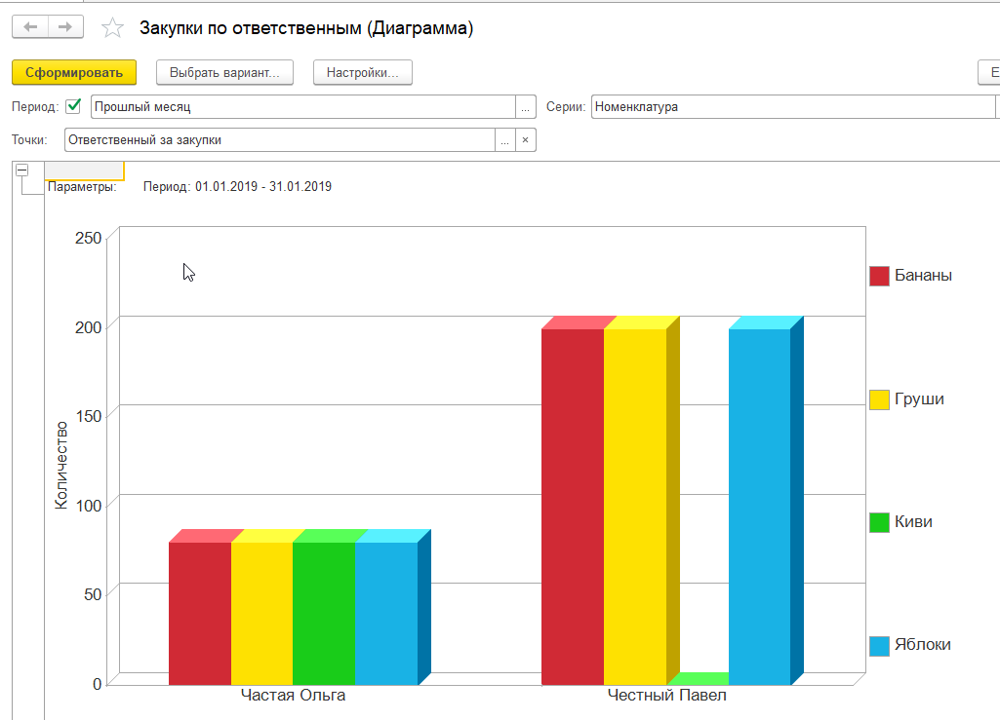 Закупки по ответственным (Диаграмма)
Сформировать Выбрать вариант... Настройки... Е
Период: Прошлый месяц ... Серии: Номенклатура
Точки: Ответственный за закупки ... ×
Параметры: Период: 01.01.2019 - 31.01.2019
250
200
150
100
50
0
Количество
Частая Ольга Честный Павел
Бананы
Груши
Киви
Яблоки